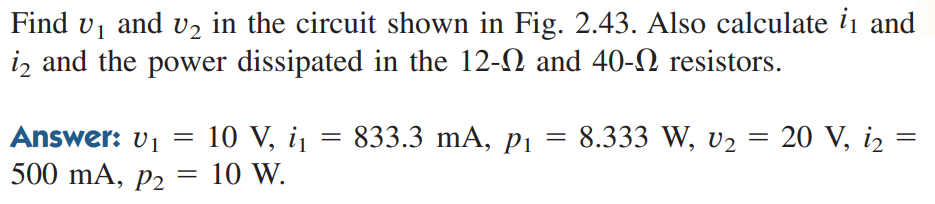 Find v₁ and v₂ in the circuit shown in Fig. 2.43. Also calculate i₁ and
i₂ and the power dissipated in the 12-Ω and 40-Ω resistors.
Answer: v₁ = 10 V, i₁ = 833.3 mA, p₁ = 8.333 W, v₂ = 20 V, i₂ =
500 mA, p₂ = 10 W.